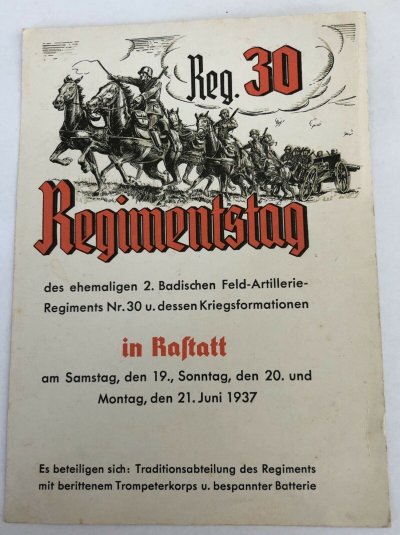 Reg. 30
Regimentstag
des ehemaligen 2. Badischen Feld-Artillerie-
Regiments Nr. 30 u. dessen Kriegsformationen
in Raſtatt
am Samstag, den 19., Sonntag, den 20. und
Montag, den 21. Juni 1937
Es beteiligen sich: Traditionsabteilung des Regiments
mit berittenem Trompeterkorps u. bespannter Batterie